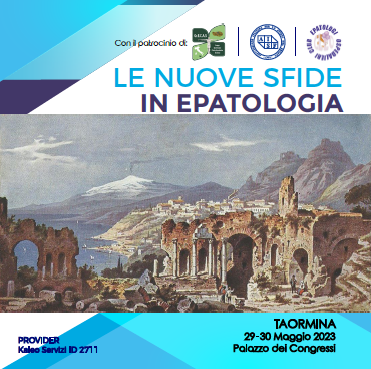 Con il patrocinio di:
LE NUOVE SFIDE
IN EPATOLOGIA
TAORMINA
29-30 Maggio 2023
Palazzo dei Congressi
PROVIDER
Kaleo Servizi ID 2711